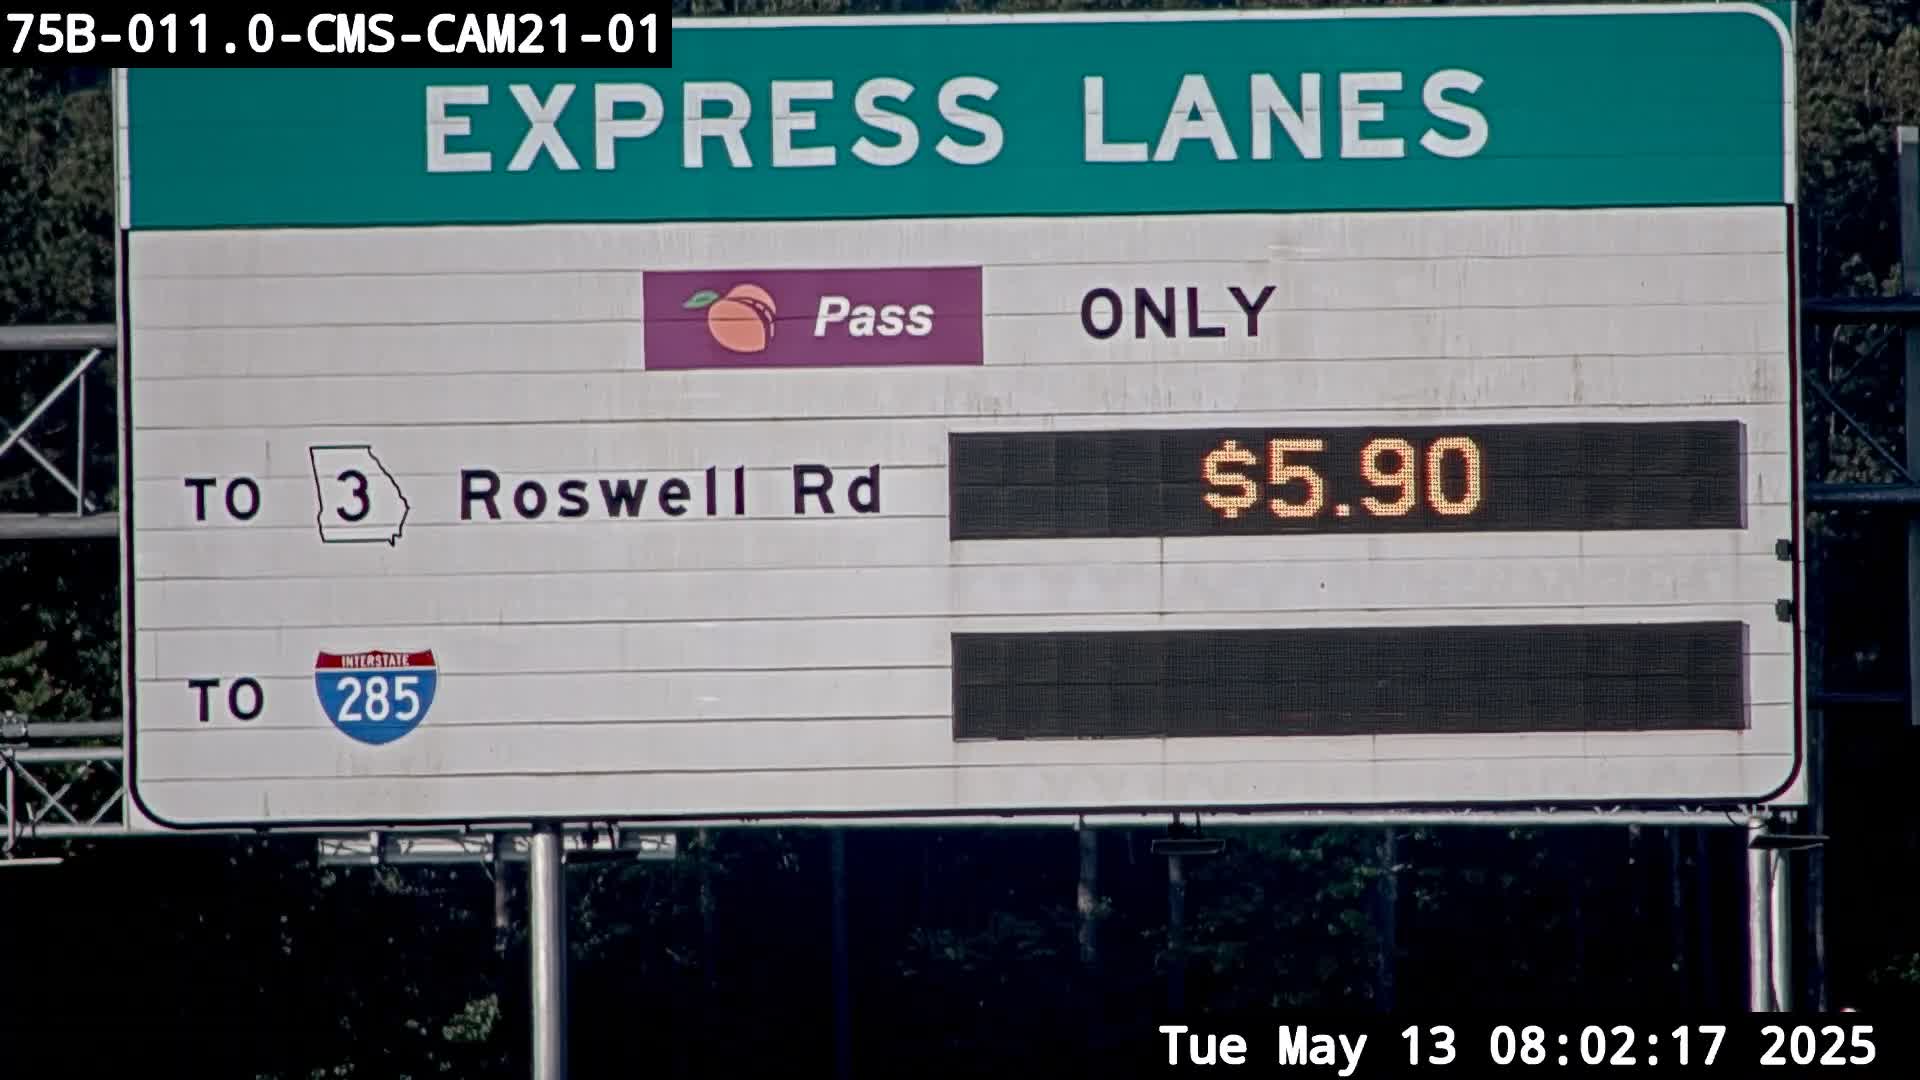 75B-011.0-CMS-CAM21-01
EXPRESS LANES
Pass ONLY
TO 3 Roswell Rd $5.90
TO INTERSTATE 285
Tue May 13 08:02:17 2025